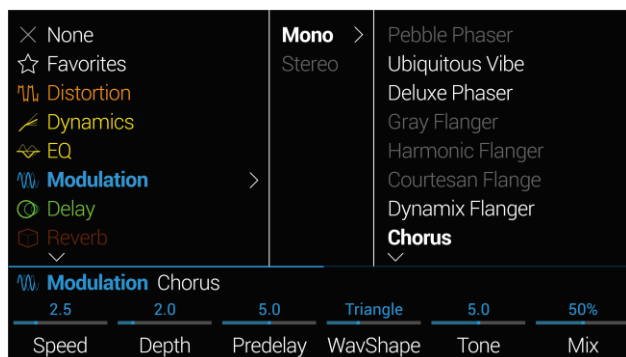 None
Favorites
Distortion
Dynamics
EQ
Modulation
Delay
Reverb
Mono
Stereo
Pebble Phaser
Ubiquitous Vibe
Deluxe Phaser
Gray Flanger
Harmonic Flanger
Courtesan Flange
Dynamix Flanger
Chorus
Modulation Chorus
2.5 2.0 5.0 Triangle 5.0 50%
Speed Depth Predelay WavShape Tone Mix